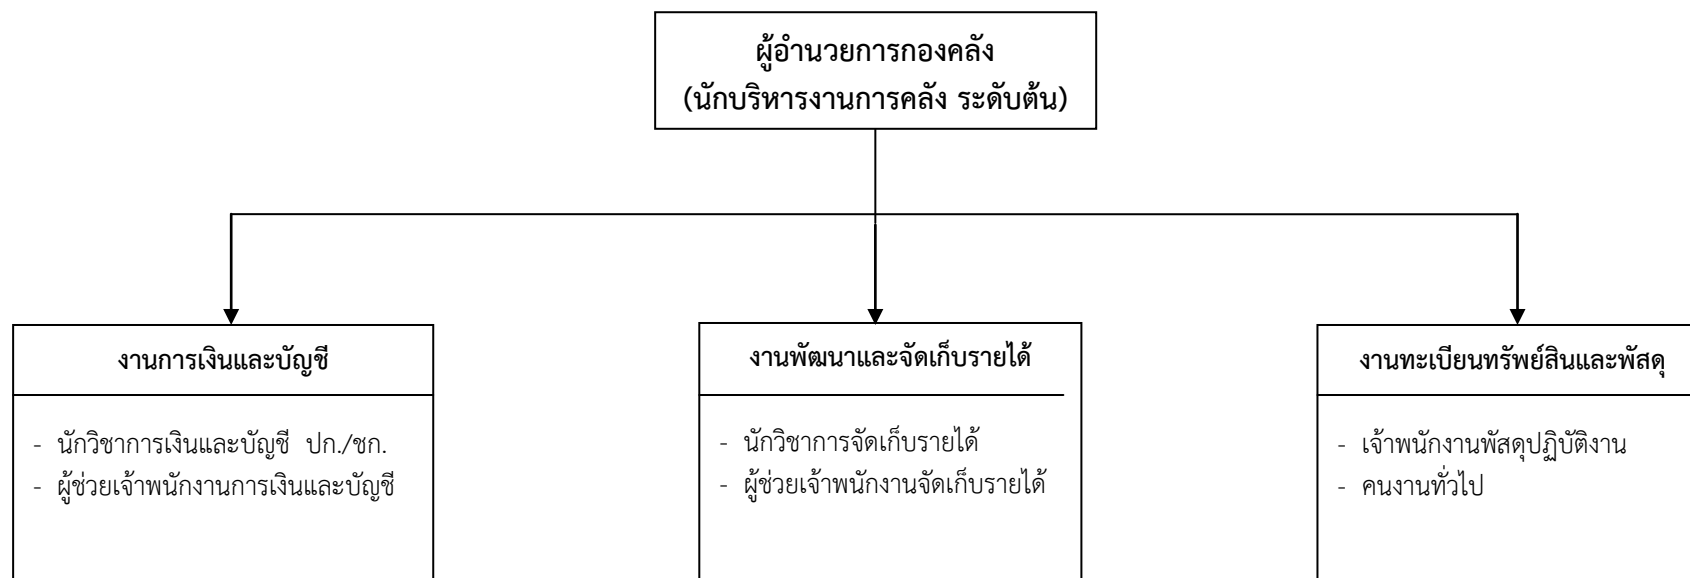 ผู้อำนวยการกองคลัง
(นักบริหารงานการคลัง ระดับต้น)
งานการเงินและบัญชี
- นักวิชาการเงินและบัญชี ปก./ชก.
- ผู้ช่วยเจ้าพนักงานการเงินและบัญชี
งานพัฒนาและจัดเก็บรายได้
- นักวิชาการจัดเก็บรายได้
- ผู้ช่วยเจ้าพนักงานจัดเก็บรายได้
งานทะเบียนทรัพย์สินและพัสดุ
- เจ้าพนักงานพัสดุปฏิบัติงาน
- คนงานทั่วไป